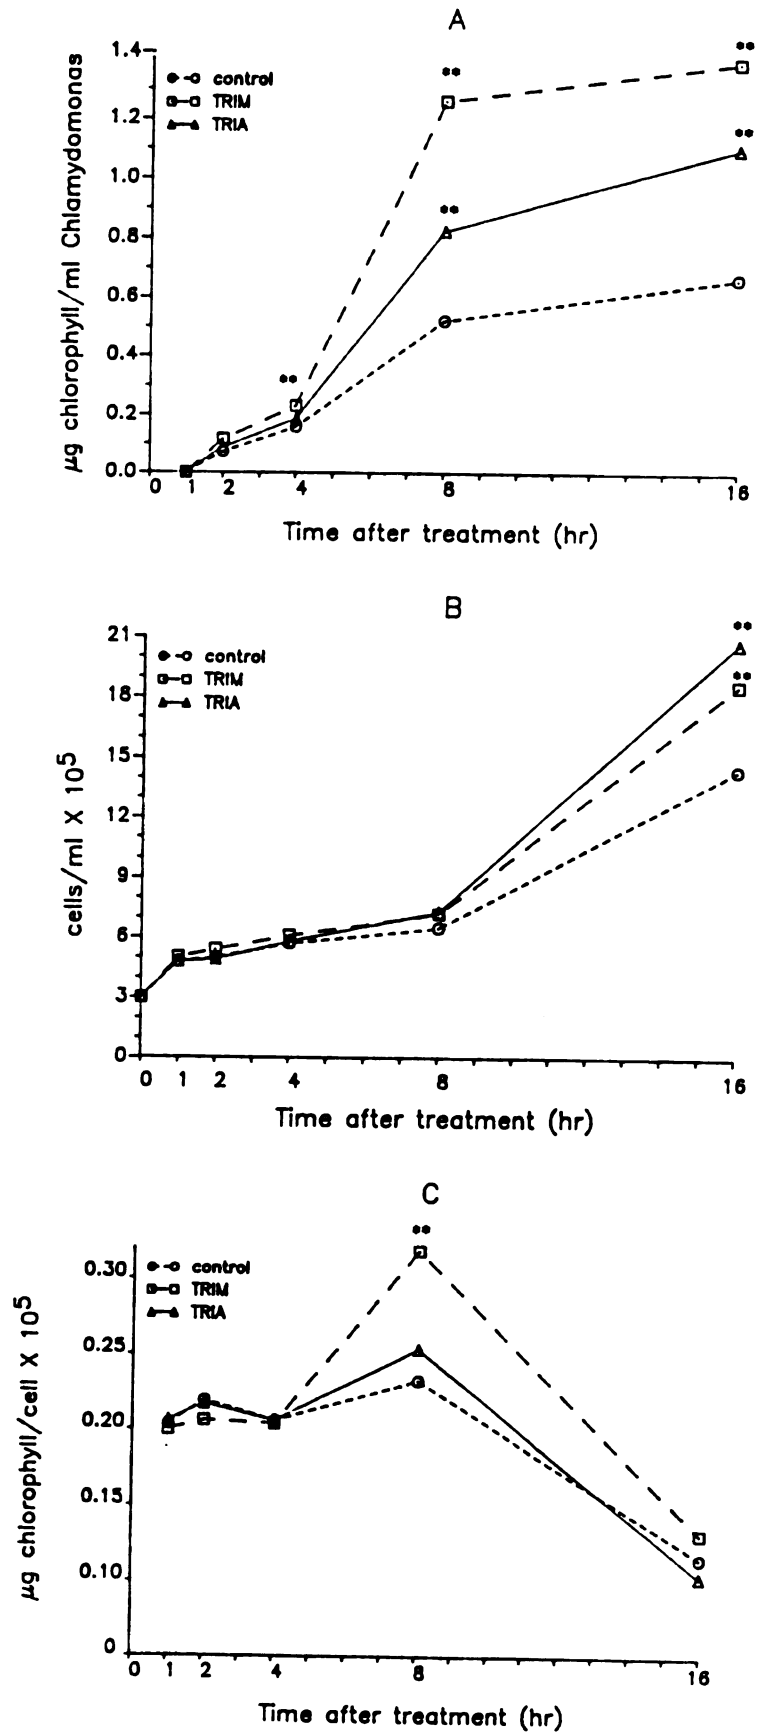 A
µg chlorophyll/ml Chlamydomonas
1.4
1.2
1.0
0.8
0.6
0.4
0.2
0.0
control
TRIM
TRIA
**
**
**
**
**
0 1 2 4 8 16
Time after treatment (hr)
B
cells/ml X 10⁵
21
18
15
12
9
6
3
0
control
TRIM
TRIA
**
**
0 1 2 4 8 16
Time after treatment (hr)
C
µg chlorophyll/cell X 10⁵
0.30
0.25
0.20
0.15
0.10
0
control
TRIM
TRIA
**
0 1 2 4 8 16
Time after treatment (hr)